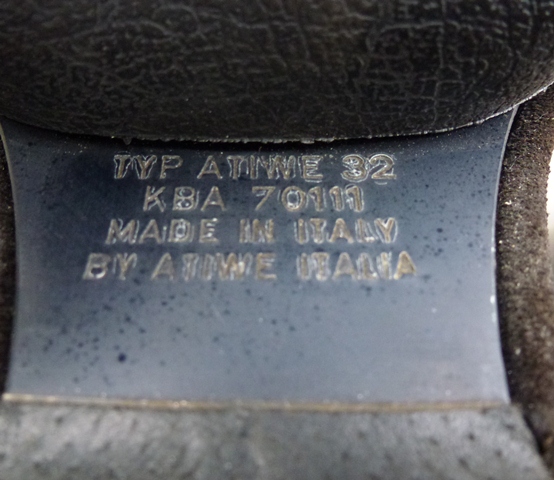 TYP ATIWE 32
KBA 70111
MADE IN ITALY
BY ATIWE ITALIA